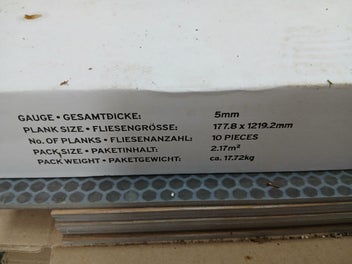 GAUGE • GESAMTDICKE: 5mm
PLANK SIZE • FLIESENGRÖSSE: 177.8 x 1219.2mm
No. OF PLANKS • FLIESENANZAHL: 10 PIECES
PACK SIZE • PAKETINHALT: 2.17m²
PACK WEIGHT • PAKETGEWICHT: ca. 17.72kg